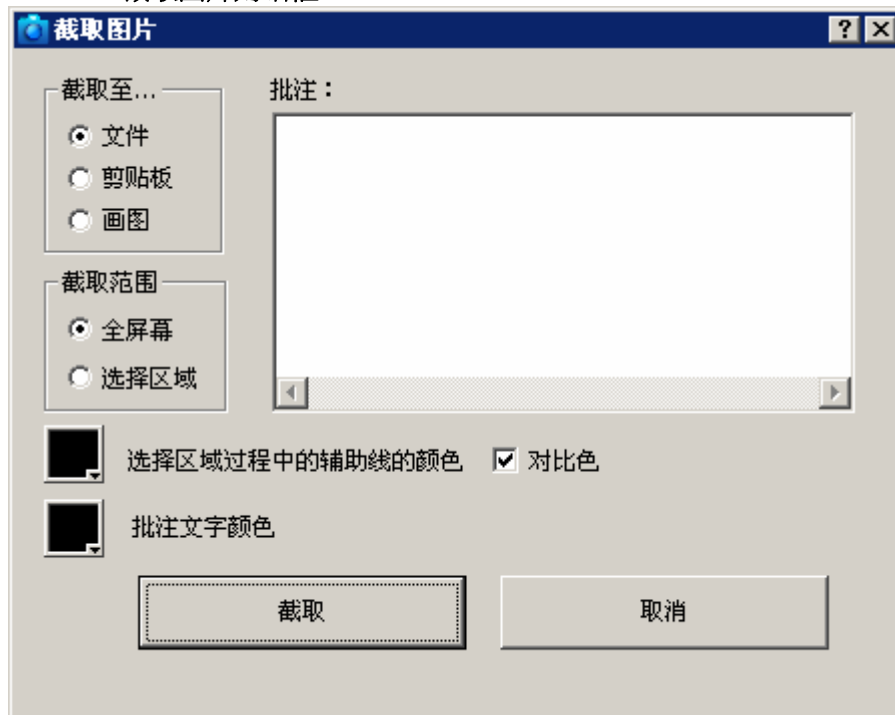 截取图片
截取至...
文件
剪贴板
画图
批注：
截取范围
全屏幕
选择区域
选择区域过程中的辅助线的颜色
对比色
批注文字颜色
截取
取消